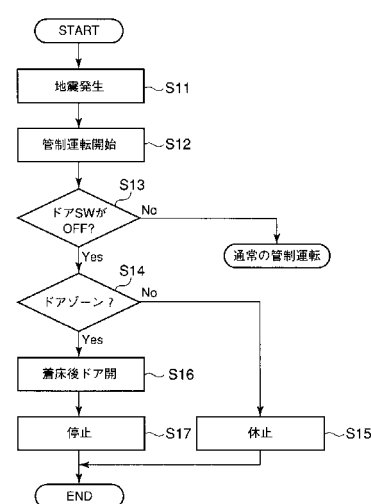 START
地震発生
S11
管制運転開始
S12
S13
ドアSWが
OFF?
No
通常の管制運転
Yes
S14
ドアゾーン?
No
Yes
着床後ドア開
S16
停止
S17
休止
S15
END